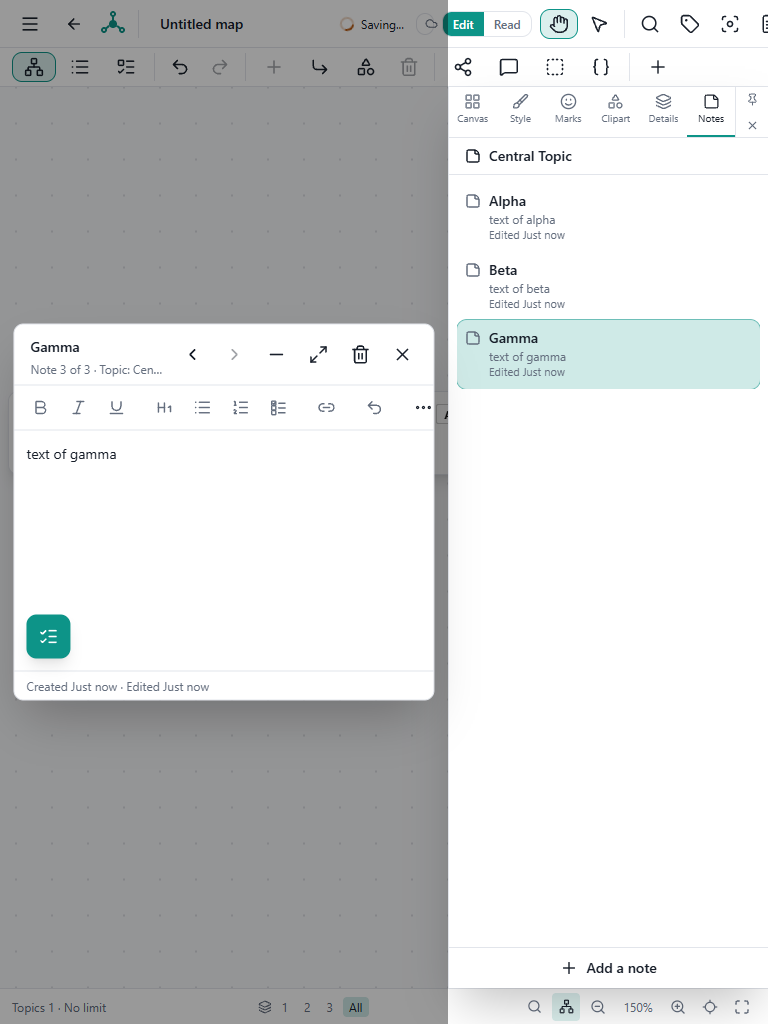 Untitled map
Saving...
Edit
Read
Canvas
Style
Marks
Clipart
Details
Notes
Central Topic
Alpha
text of alpha
Edited Just now
Beta
text of beta
Edited Just now
Gamma
text of gamma
Edited Just now
Gamma
Note 3 of 3 · Topic: Cen...
B I U H1
text of gamma
Created Just now · Edited Just now
Add a note
Topics 1 · No limit
1 2 3 All
150%